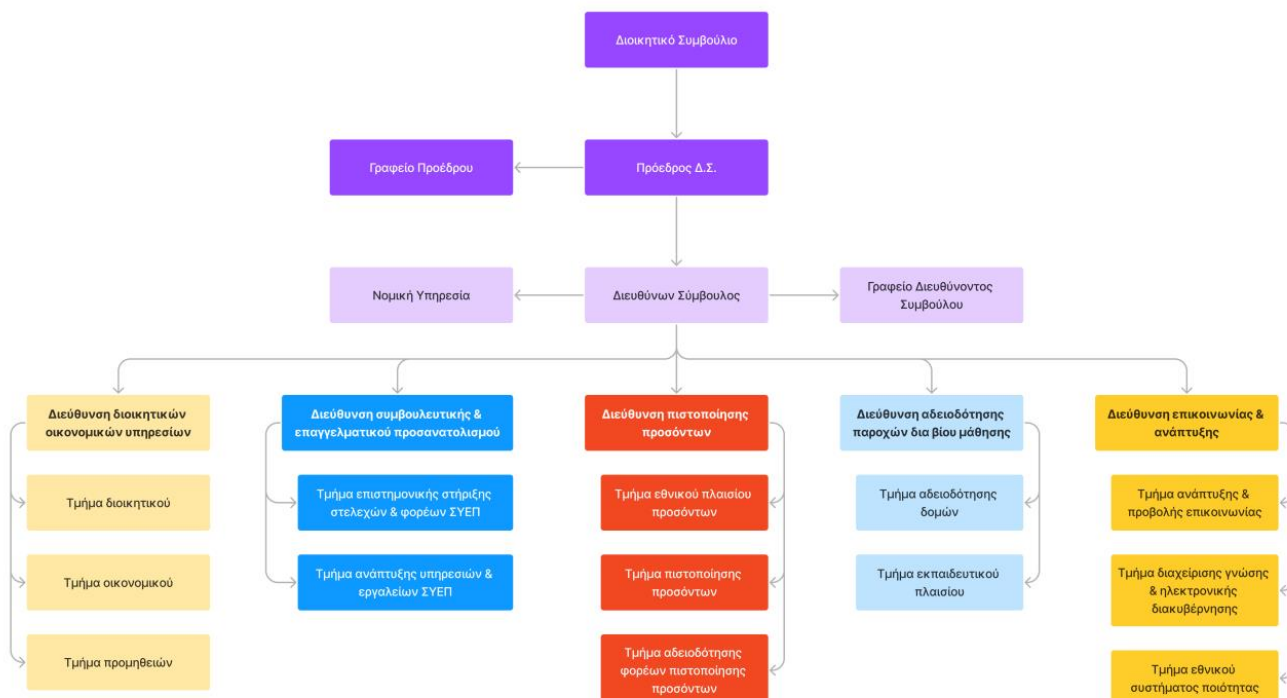 Διοικητικό Συμβούλιο
Γραφείο Προέδρου
Πρόεδρος Δ.Σ.
Νομική Υπηρεσία
Διευθύνων Σύμβουλος
Γραφείο Διευθύνοντος
Συμβούλου
Διεύθυνση διοικητικών
οικονομικών υπηρεσίων
Τμήμα διοικητικού
Τμήμα οικονομικού
Τμήμα προμηθειών
Διεύθυνση συμβουλευτικής &
επαγγελματικού προσανατολισμού
Τμήμα επιστημονικής στήριξης
στελεχών & φορέων ΣΥΕΠ
Τμήμα ανάπτυξης υπηρεσιών &
εργαλείων ΣΥΕΠ
Διεύθυνση πιστοποίησης
προσόντων
Τμήμα εθνικού πλαισίου
προσόντων
Τμήμα πιστοποίησης
προσόντων
Τμήμα αδειοδότησης
φορέων πιστοποίησης
προσόντων
Διεύθυνση αδειοδότησης
παροχών δια βίου μάθησης
Τμήμα αδειοδότησης
δομών
Τμήμα εκπαιδευτικού
πλαισίου
Διεύθυνση επικοινωνίας &
ανάπτυξης
Τμήμα ανάπτυξης &
προβολής επικοινωνίας
Τμήμα διαχείρισης γνώσης
& ηλεκτρονικής
διακυβέρνησης
Τμήμα εθνικού
συστήματος ποιότητας